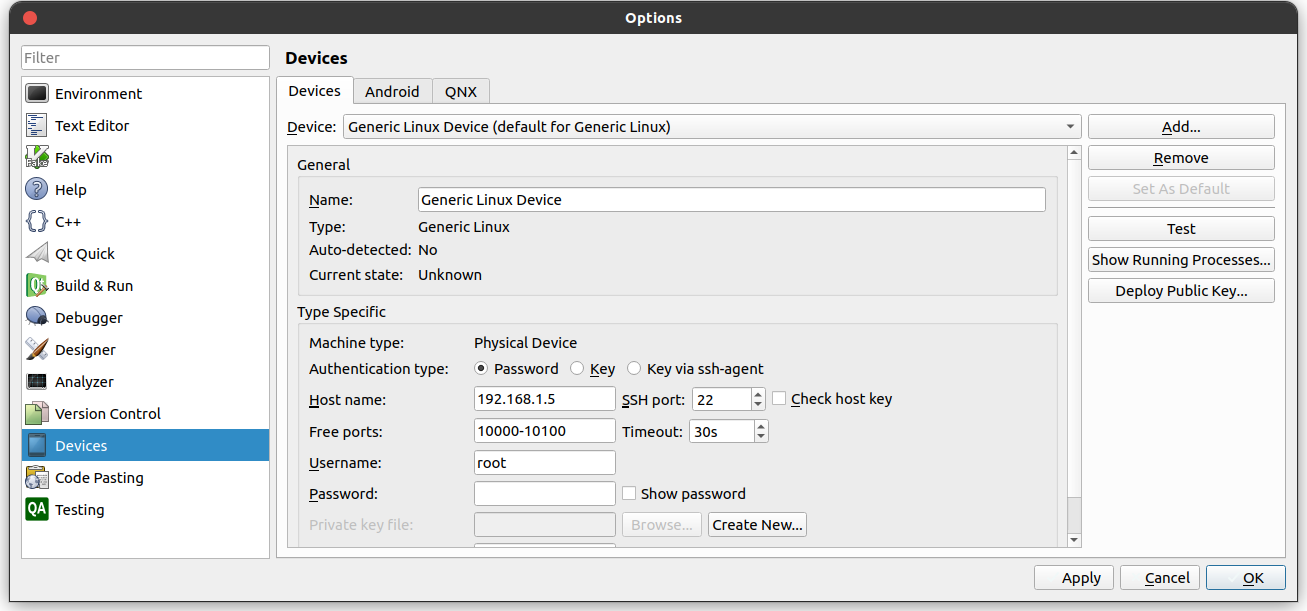 Options
Filter
Environment
Text Editor
FakeVim
Help
C++
Qt Quick
Build & Run
Debugger
Designer
Analyzer
Version Control
Devices
Code Pasting
QA Testing
Devices
Devices Android QNX
Device: Generic Linux Device (default for Generic Linux)
General
Name: Generic Linux Device
Type: Generic Linux
Auto-detected: No
Current state: Unknown
Type Specific
Machine type: Physical Device
Authentication type: Password Key Key via ssh-agent
Host name: 192.168.1.5 SSH port: 22 Check host key
Free ports: 10000-10100 Timeout: 30s
Username: root
Password: Show password
Private key file: Browse... Create New...
Add...
Remove
Set As Default
Test
Show Running Processes...
Deploy Public Key...
Apply Cancel OK